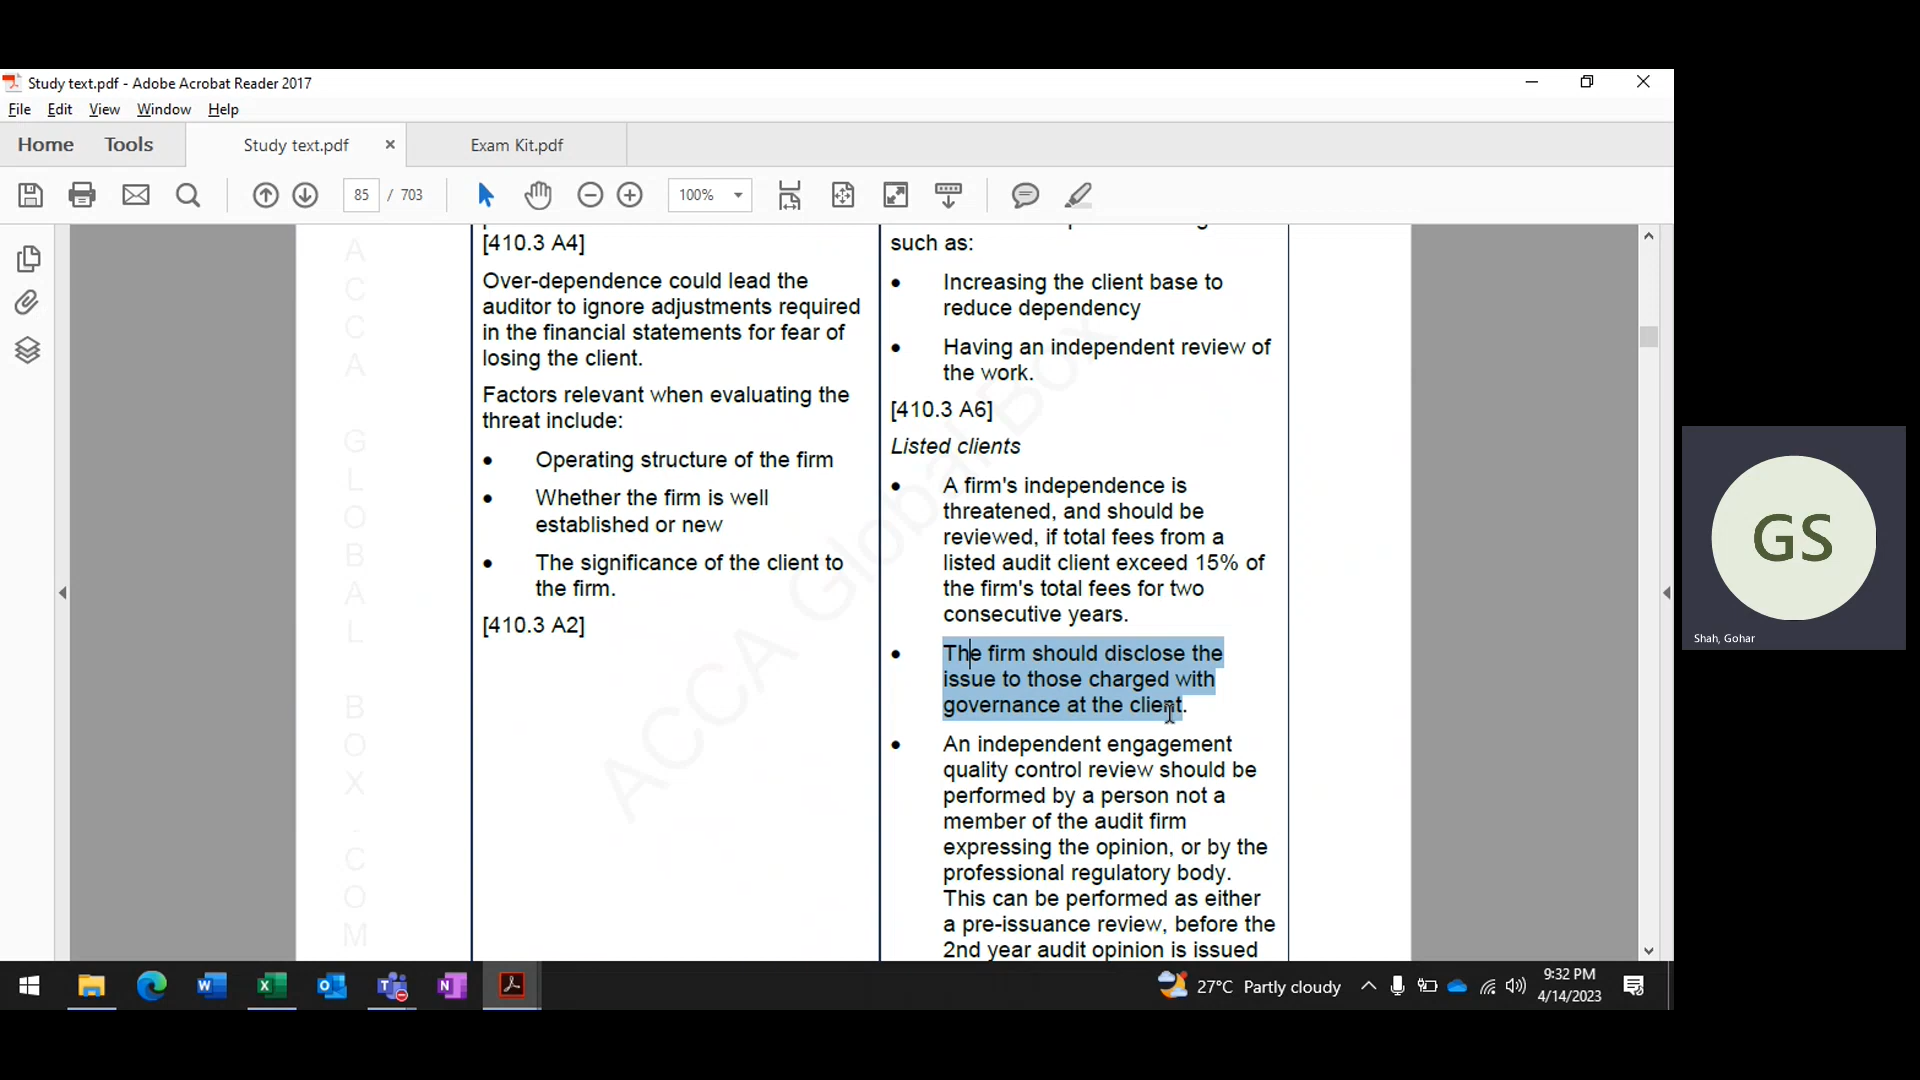 Study text.pdf - Adobe Acrobat Reader 2017
File Edit View Window Help
Home Tools Study text.pdf Exam Kit.pdf
85 / 703 100%
[410.3 A4]
Over-dependence could lead the
auditor to ignore adjustments required
in the financial statements for fear of
losing the client.
Factors relevant when evaluating the
threat include:
• Operating structure of the firm
• Whether the firm is well
established or new
• The significance of the client to
the firm.
[410.3 A2]
such as:
• Increasing the client base to
reduce dependency
• Having an independent review of
the work.
[410.3 A6]
Listed clients
• A firm's independence is
threatened, and should be
reviewed, if total fees from a
listed audit client exceed 15% of
the firm's total fees for two
consecutive years.
• The firm should disclose the
issue to those charged with
governance at the client.
• An independent engagement
quality control review should be
performed by a person not a
member of the audit firm
expressing the opinion, or by the
professional regulatory body.
This can be performed as either
a pre-issuance review, before the
2nd year audit opinion is issued
ACCA GLOBAL BOX.COM
ACCA Global Box
GS
Shah, Gohar
27°C Partly cloudy
9:32 PM
4/14/2023